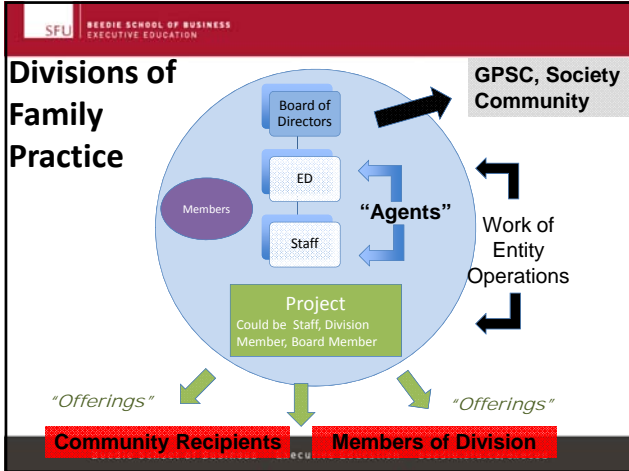 SFU
BEEDIE SCHOOL OF BUSINESS
EXECUTIVE EDUCATION
Divisions of
Family
Practice
GPSC, Society
Community
Board of
Directors
ED
Members
"Agents"
Staff
Work of
Entity
Operations
Project
Could be Staff, Division
Member, Board Member
"Offerings"
"Offerings"
Community Recipients
Members of Division